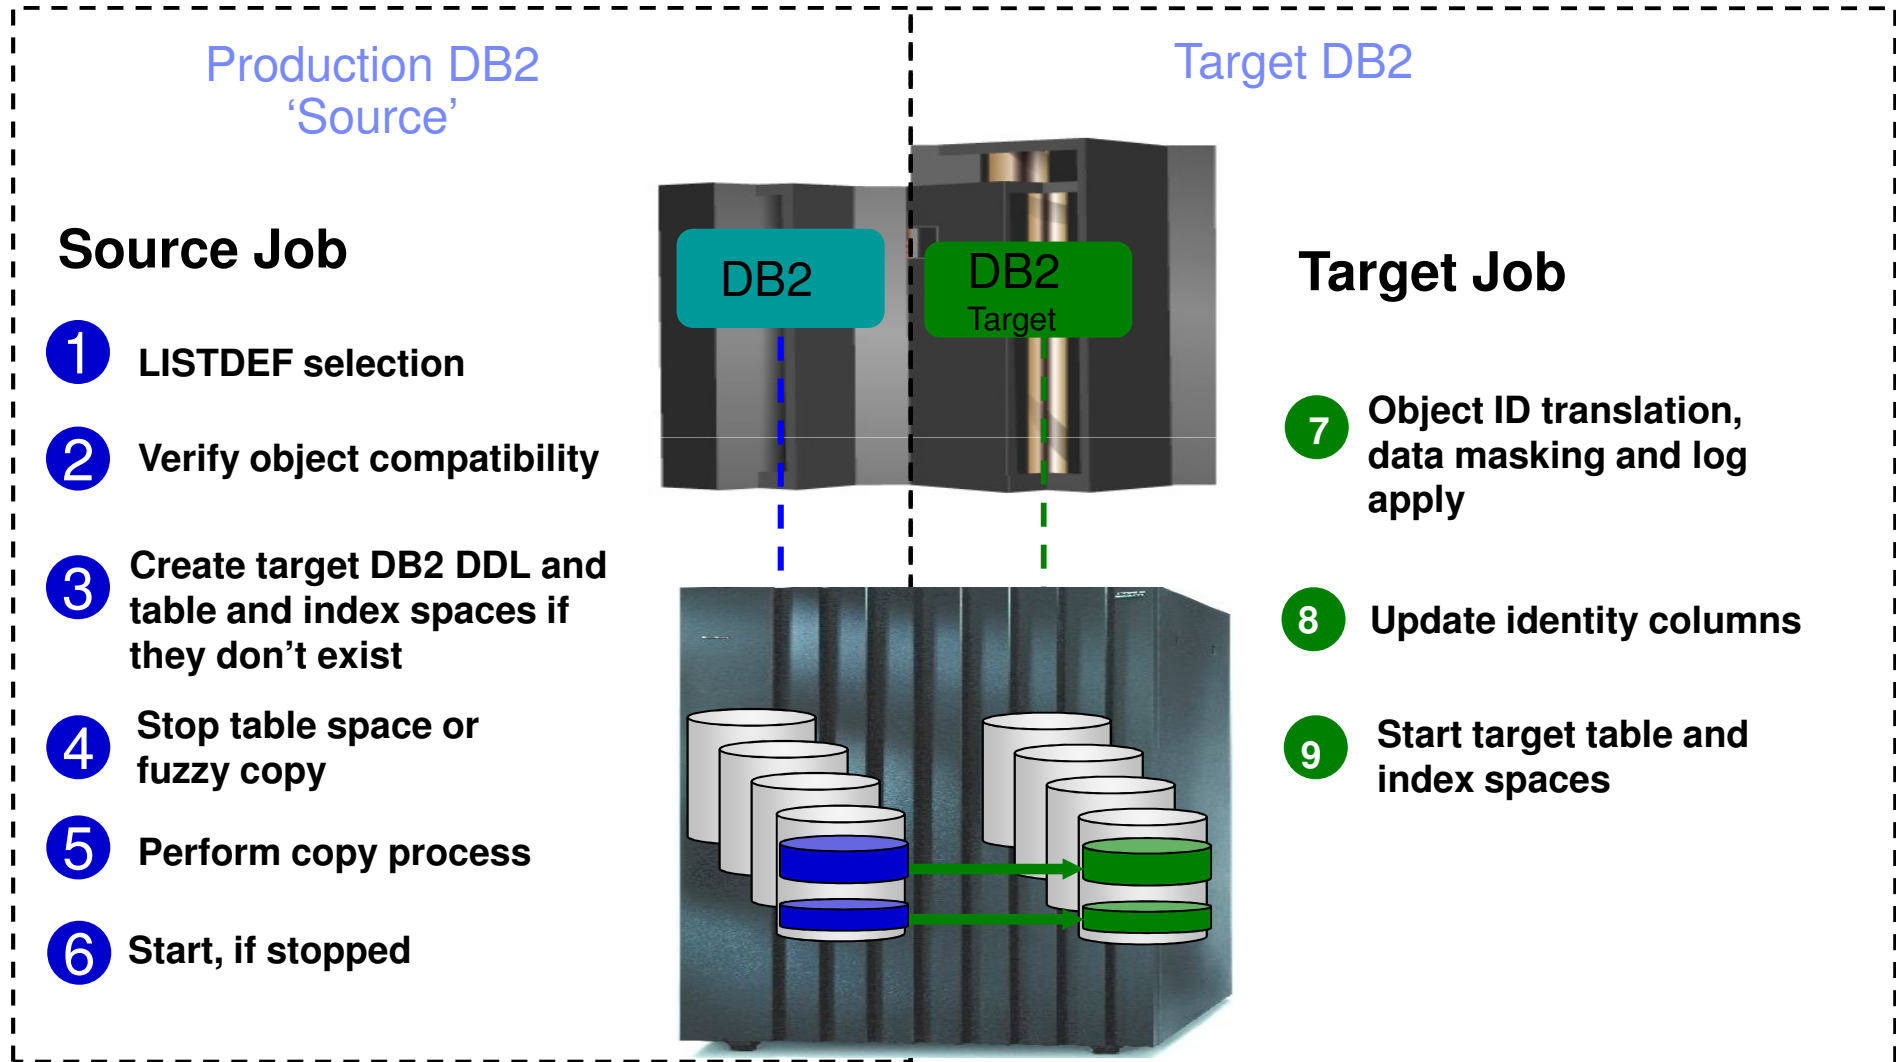 Production DB2
‘Source’
Target DB2
Source Job
1
LISTDEF selection
2
Verify object compatibility
3
Create target DB2 DDL and
table and index spaces if
they don’t exist
4
Stop table space or
fuzzy copy
5
Perform copy process
6
Start, if stopped
DB2
DB2
Target
Target Job
7
Object ID translation,
data masking and log
apply
8
Update identity columns
9
Start target table and
index spaces